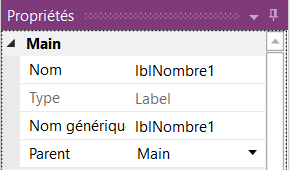 Propriétés
Main
Nom lblNombre1
Type Label
Nom génériqu lblNombre1
Parent Main